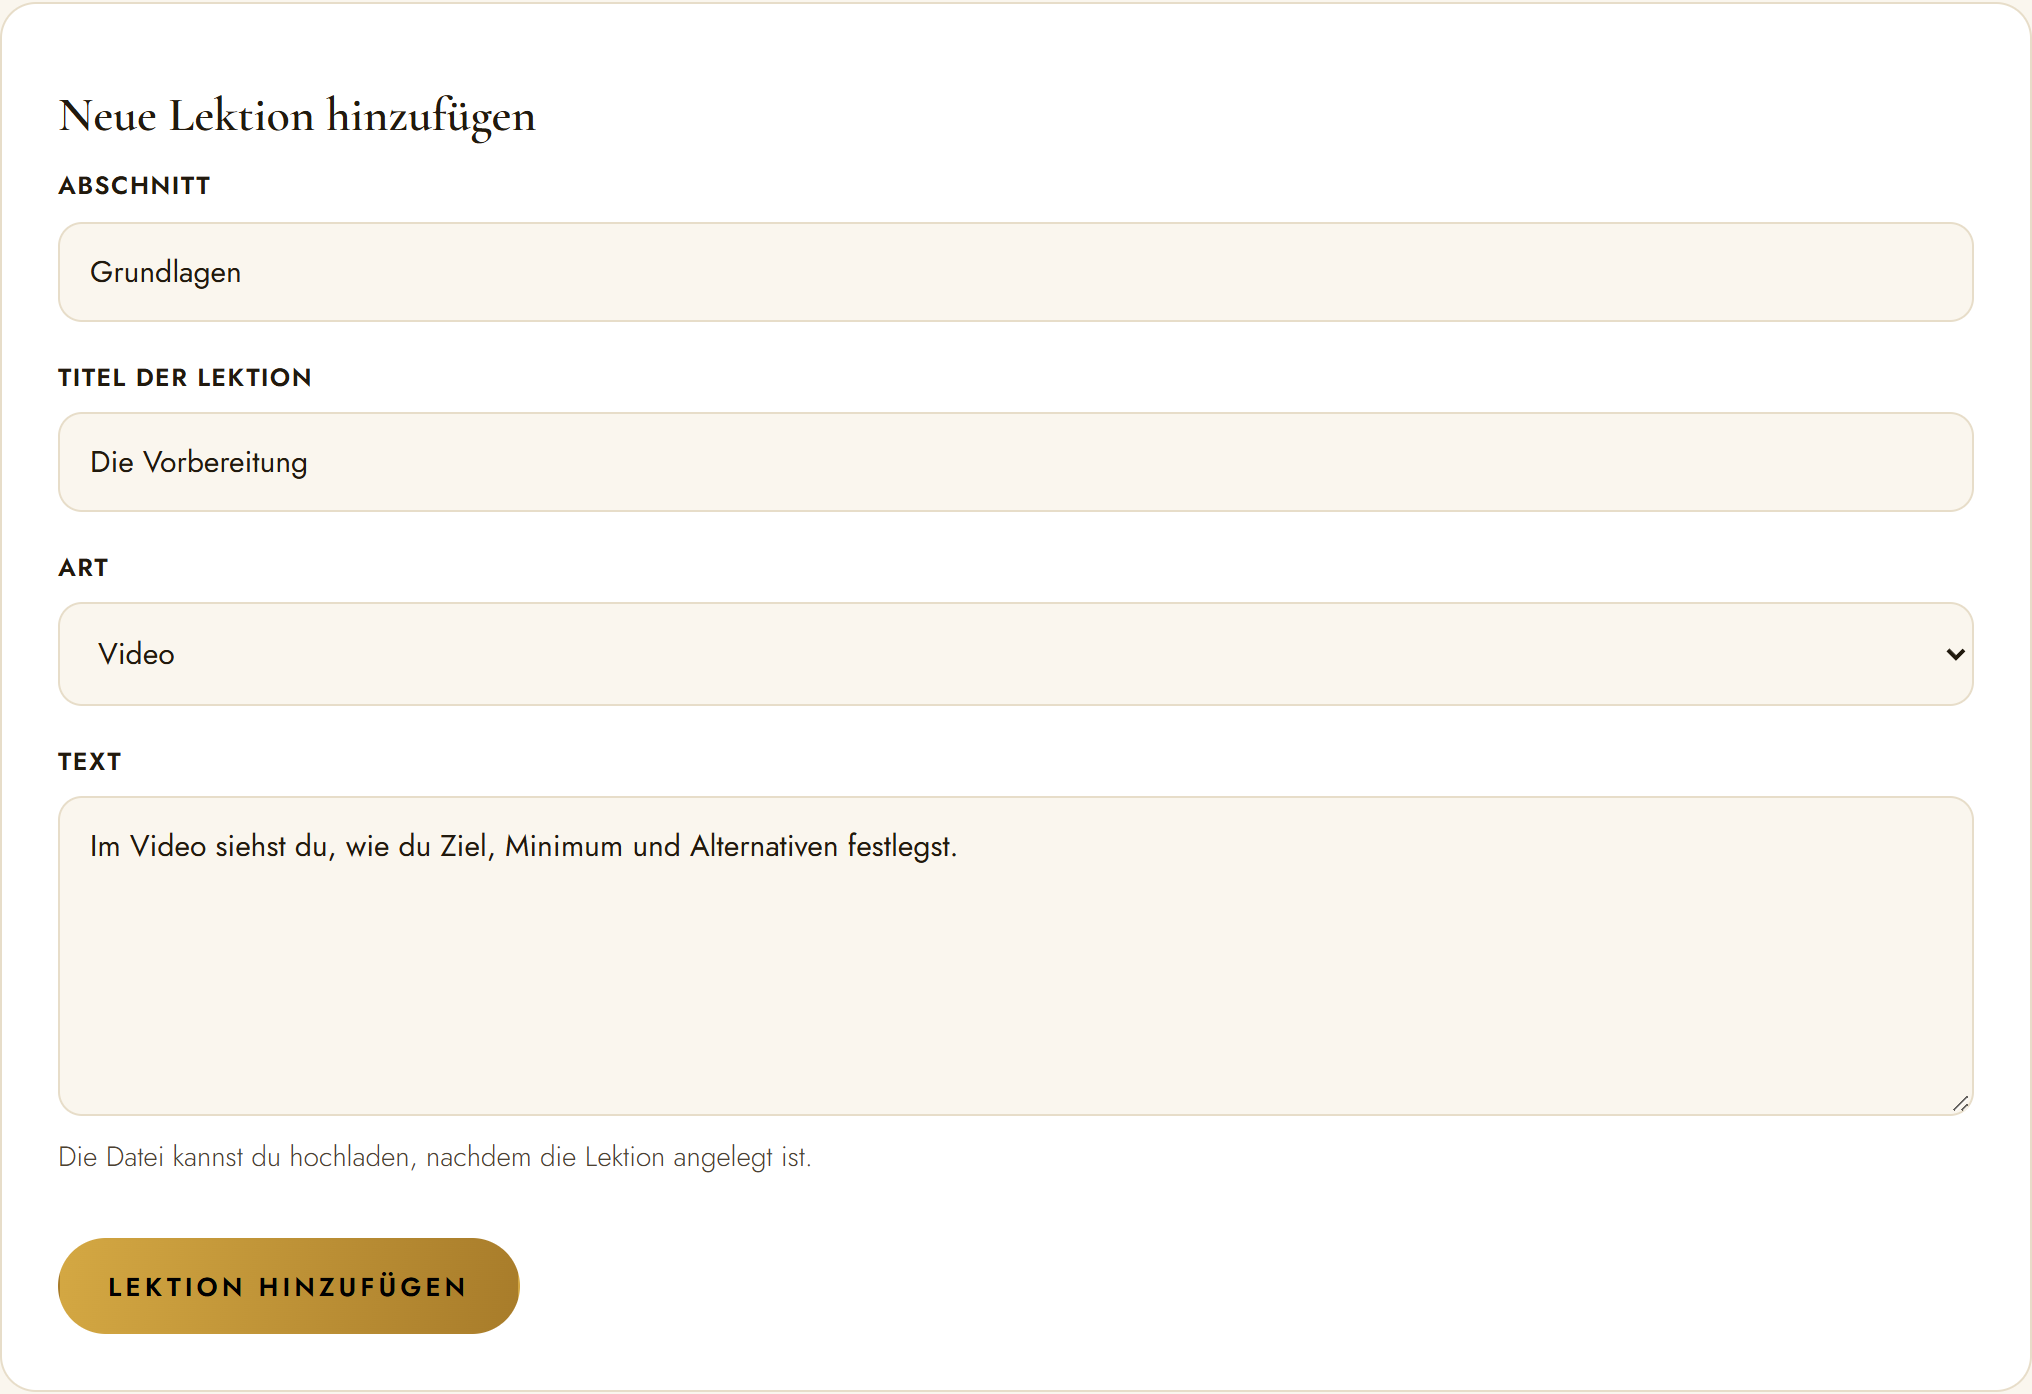 Neue Lektion hinzufügen
ABSCHNITT
Grundlagen
TITEL DER LEKTION
Die Vorbereitung
ART
Video
TEXT
Im Video siehst du, wie du Ziel, Minimum und Alternativen festlegst.
Die Datei kannst du hochladen, nachdem die Lektion angelegt ist.
LEKTION HINZUFÜGEN